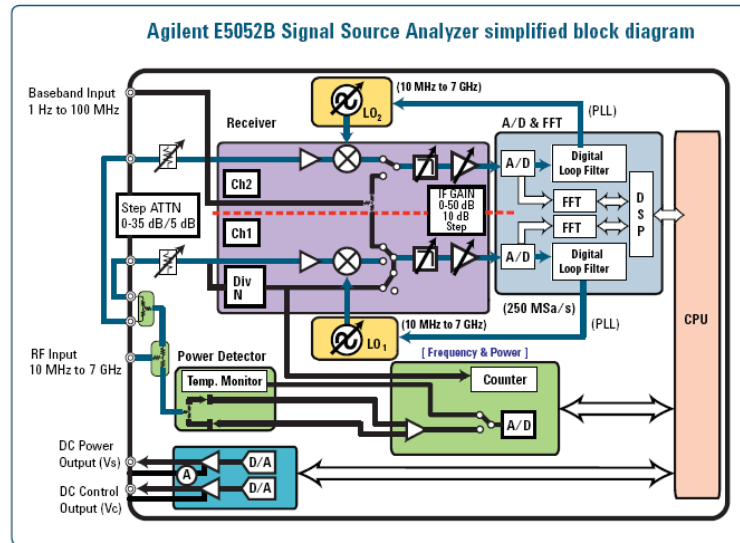 Agilent E5052B Signal Source Analyzer simplified block diagram
Baseband Input
1 Hz to 100 MHz
(10 MHz to 7 GHz)
LO2
(PLL)
Receiver
A/D & FFT
A/D
Digital
Loop Filter
Ch2
FFT
Step ATTN
0-35 dB/5 dB
IF GAIN
0-50 dB
10 dB
Step
D
S
P
Ch1
FFT
A/D
Digital
Loop Filter
Div
N
(250 MSa/s)
CPU
(10 MHz to 7 GHz)
LO1
(PLL)
RF Input
10 MHz to 7 GHz
Power Detector
[ Frequency & Power ]
Temp. Monitor
Counter
A/D
DC Power
Output (Vs)
A
D/A
DC Control
Output (Vc)
D/A